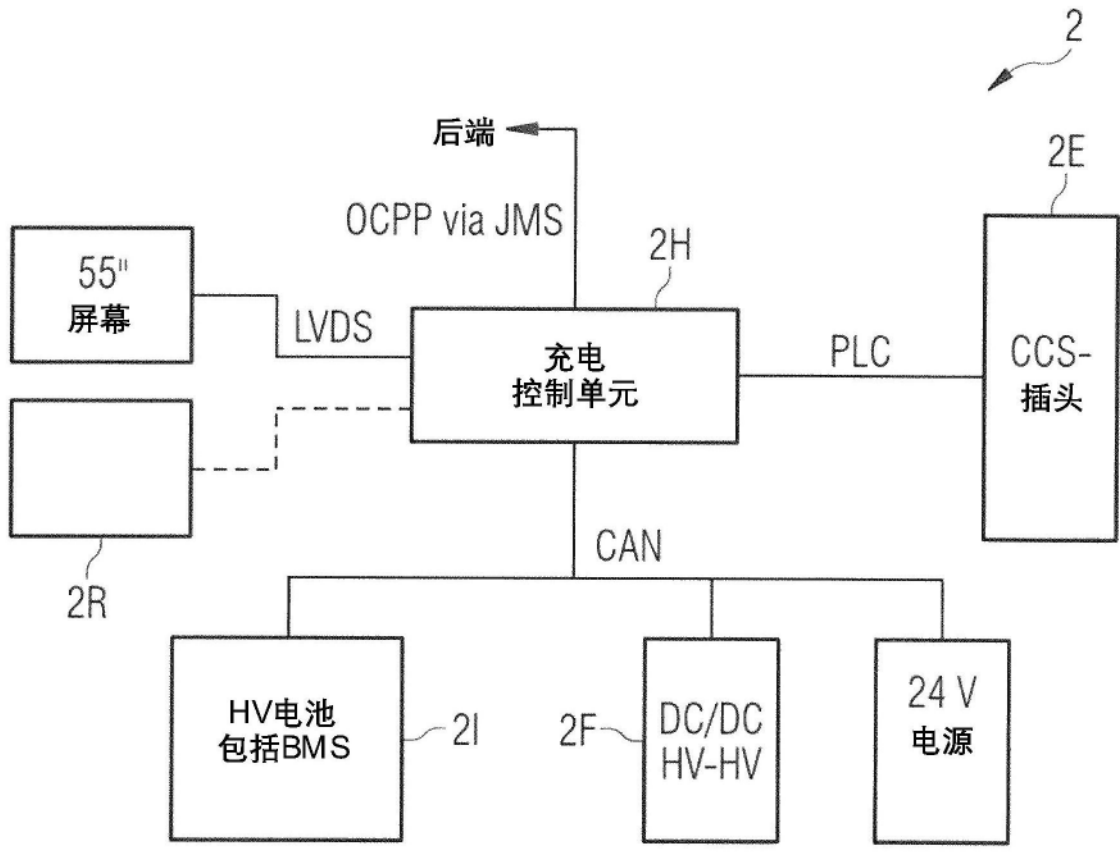 2
后端
2E
OCPP via JMS
2H
55"
屏幕
LVDS
充电
控制单元
PLC
CCS-
插头
CAN
2R
HV电池
包括BMS
2I
2F
DC/DC
HV-HV
24 V
电源